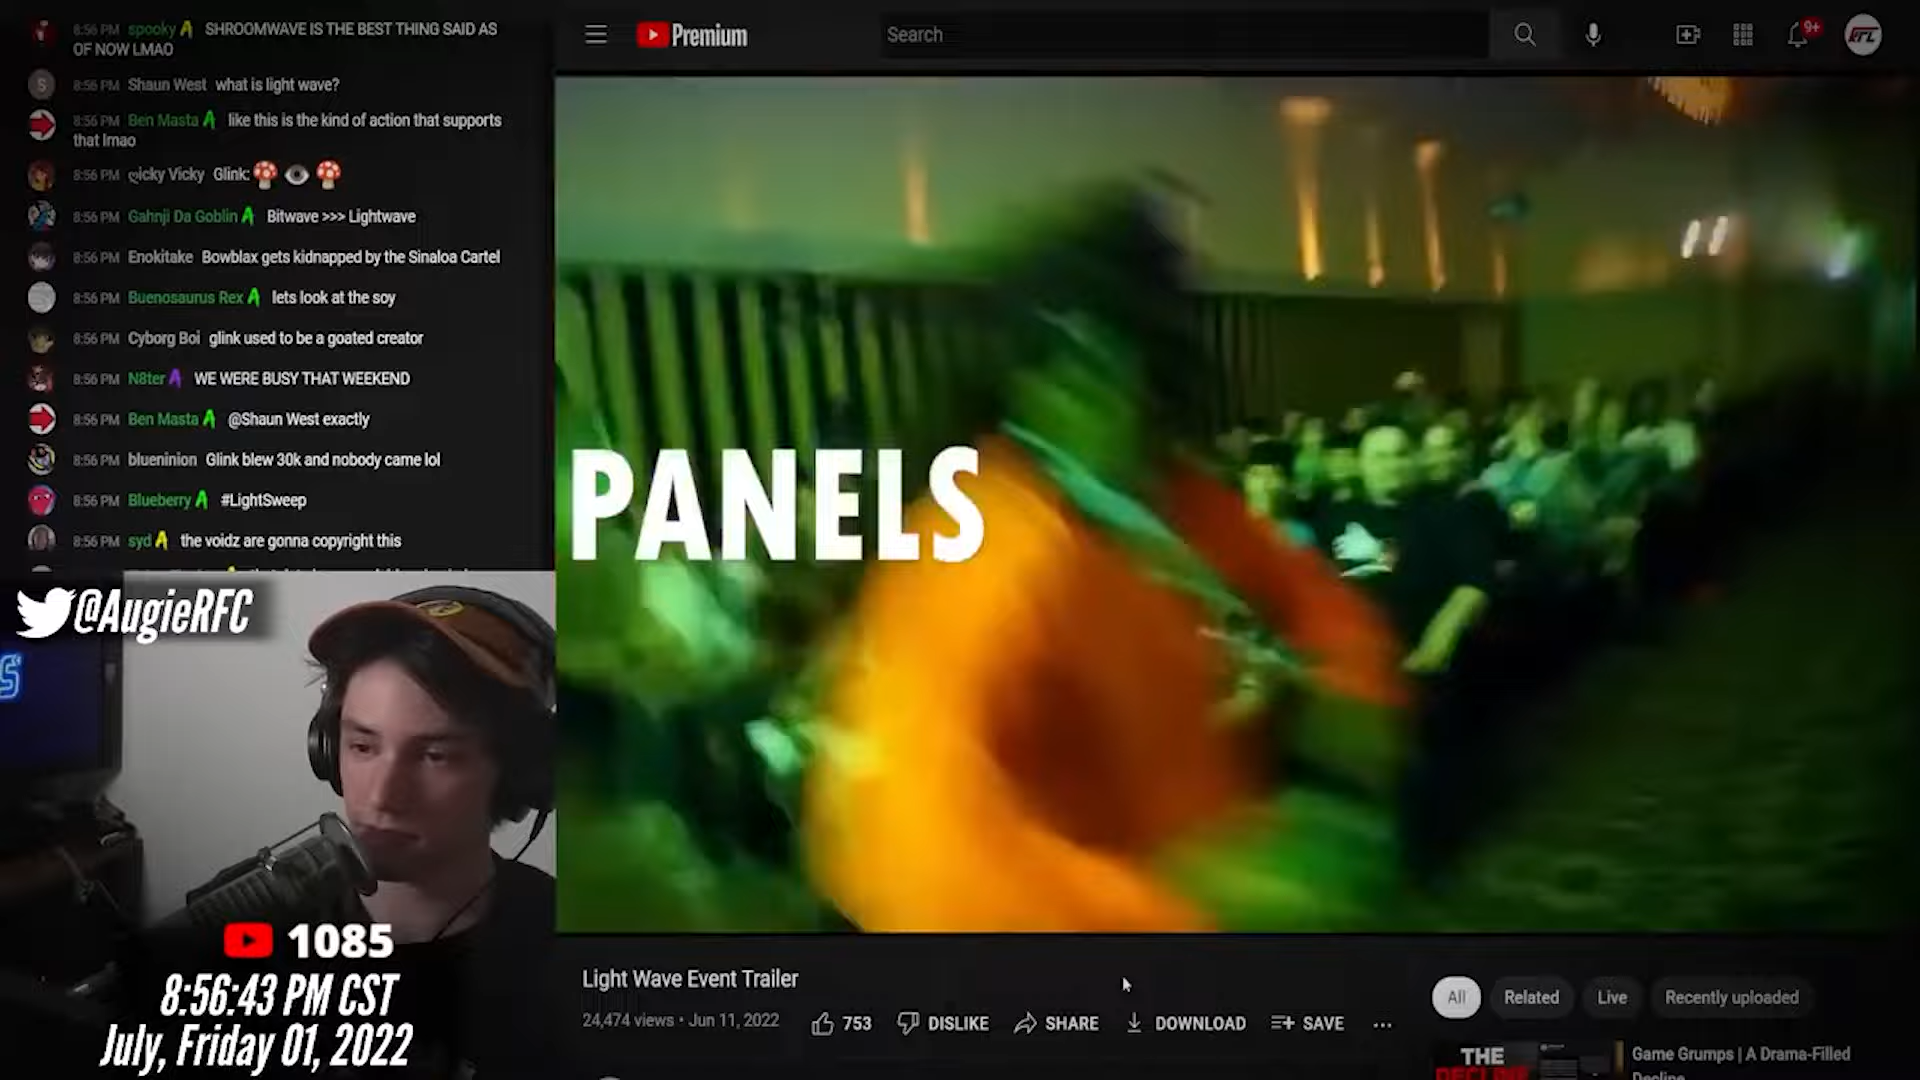 8:56 PM spooky SHROOMWAVE IS THE BEST THING SAID AS
OF NOW LMAO
8:56 PM Shaun West what is light wave?
8:56 PM Ben Masta like this is the kind of action that supports
that lmao
8:56 PM ღicky Vicky Glink:🍄👁🍄
8:56 PM Gahnji Da Goblin Bitwave >>> Lightwave
8:56 PM Enokitake Bowblax gets kidnapped by the Sinaloa Cartel
8:56 PM Buenosaurus Rex lets look at the soy
8:56 PM Cyborg Boi glink used to be a goated creator
8:56 PM N8ter WE WERE BUSY THAT WEEKEND
8:56 PM Ben Masta @Shaun West exactly
8:56 PM blueninion Glink blew 30k and nobody came lol
8:56 PM Blueberry #LightSweep
8:56 PM syd the voidz are gonna copyright this
@AugieRFC
1085
8:56:43 PM CST
July, Friday 01, 2022
Premium
Search
9+
PANELS
Light Wave Event Trailer
24,474 views • Jun 11, 2022
753
DISLIKE
SHARE
DOWNLOAD
SAVE
All
Related
Live
Recently uploaded
THE
DECLINE
Game Grumps | A Drama-Filled
Decline